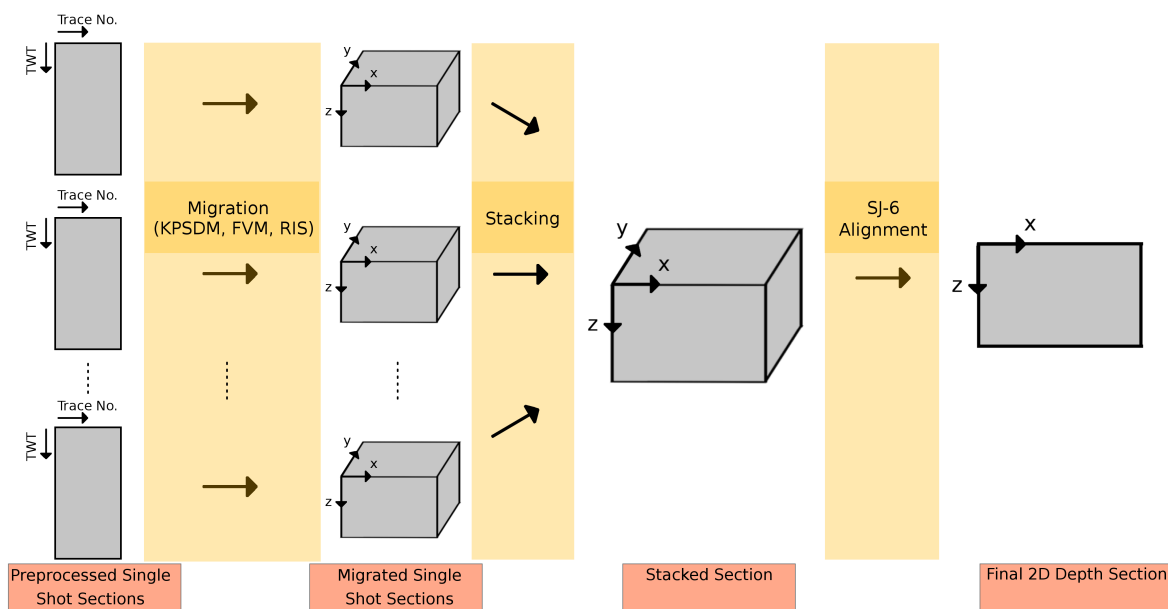 Trace No.
TWT
Trace No.
TWT
Trace No.
TWT
Migration
(KPSDM, FVM, RIS)
y
x
z
y
x
z
y
x
z
Stacking
y
x
z
SJ-6
Alignment
x
z
Preprocessed Single
Shot Sections
Migrated Single
Shot Sections
Stacked Section
Final 2D Depth Section